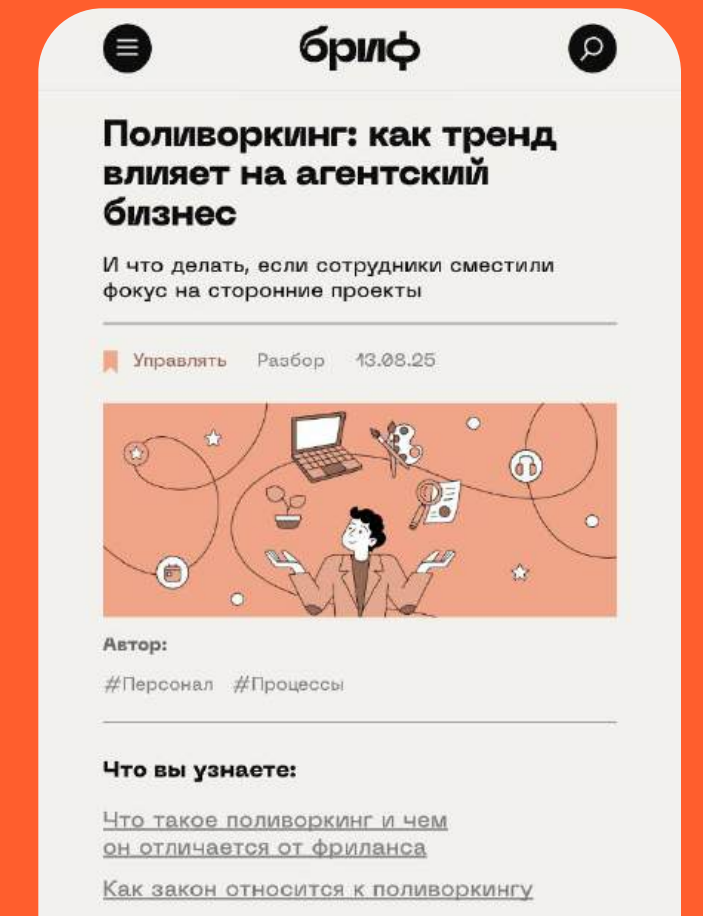 бриф
Поливоркинг: как тренд
влияет на агентский
бизнес
И что делать, если сотрудники сместили
фокус на сторонние проекты
Управлять Разбор 13.08.25
Автор:
#Персонал #Процессы
Что вы узнаете:
Что такое поливоркинг и чем
он отличается от фриланса
Как закон относится к поливоркингу